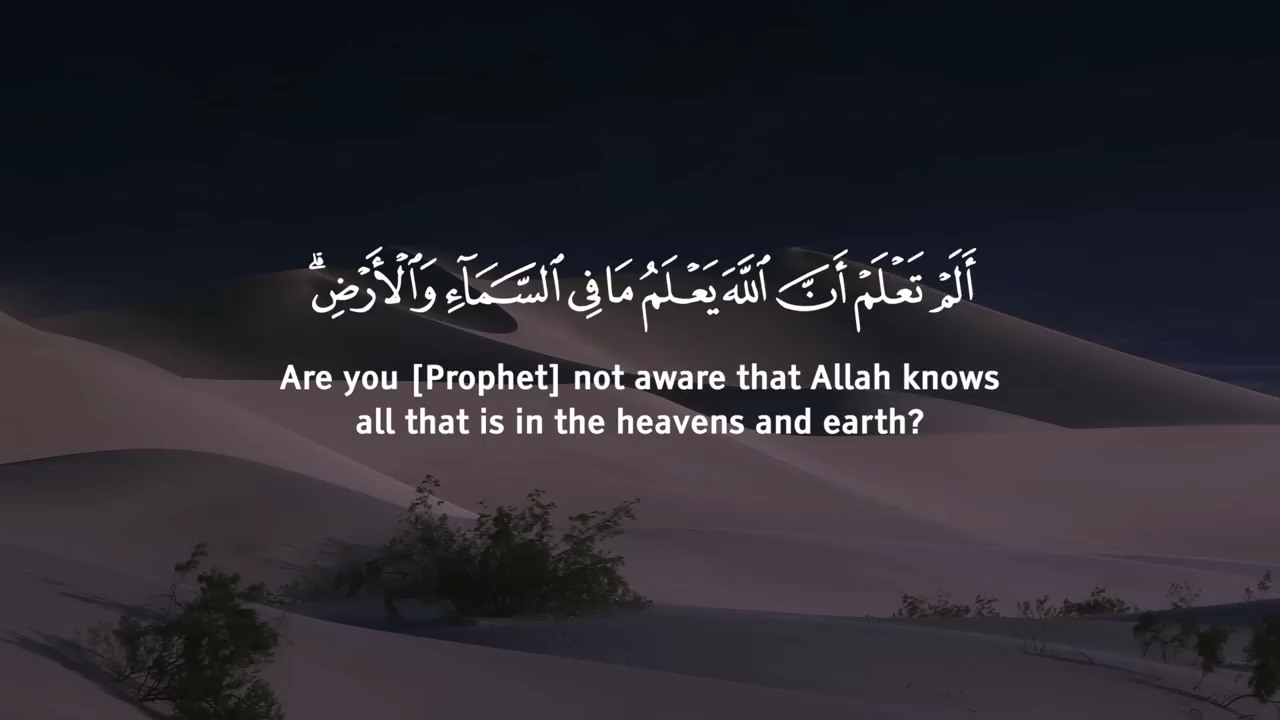 أَلَمْ تَعْلَمْ أَنَّ ٱللَّهَ يَعْلَمُ مَا فِى ٱلسَّمَآءِ وَٱلْأَرْضِ ۗ
Are you [Prophet] not aware that Allah knows
all that is in the heavens and earth?